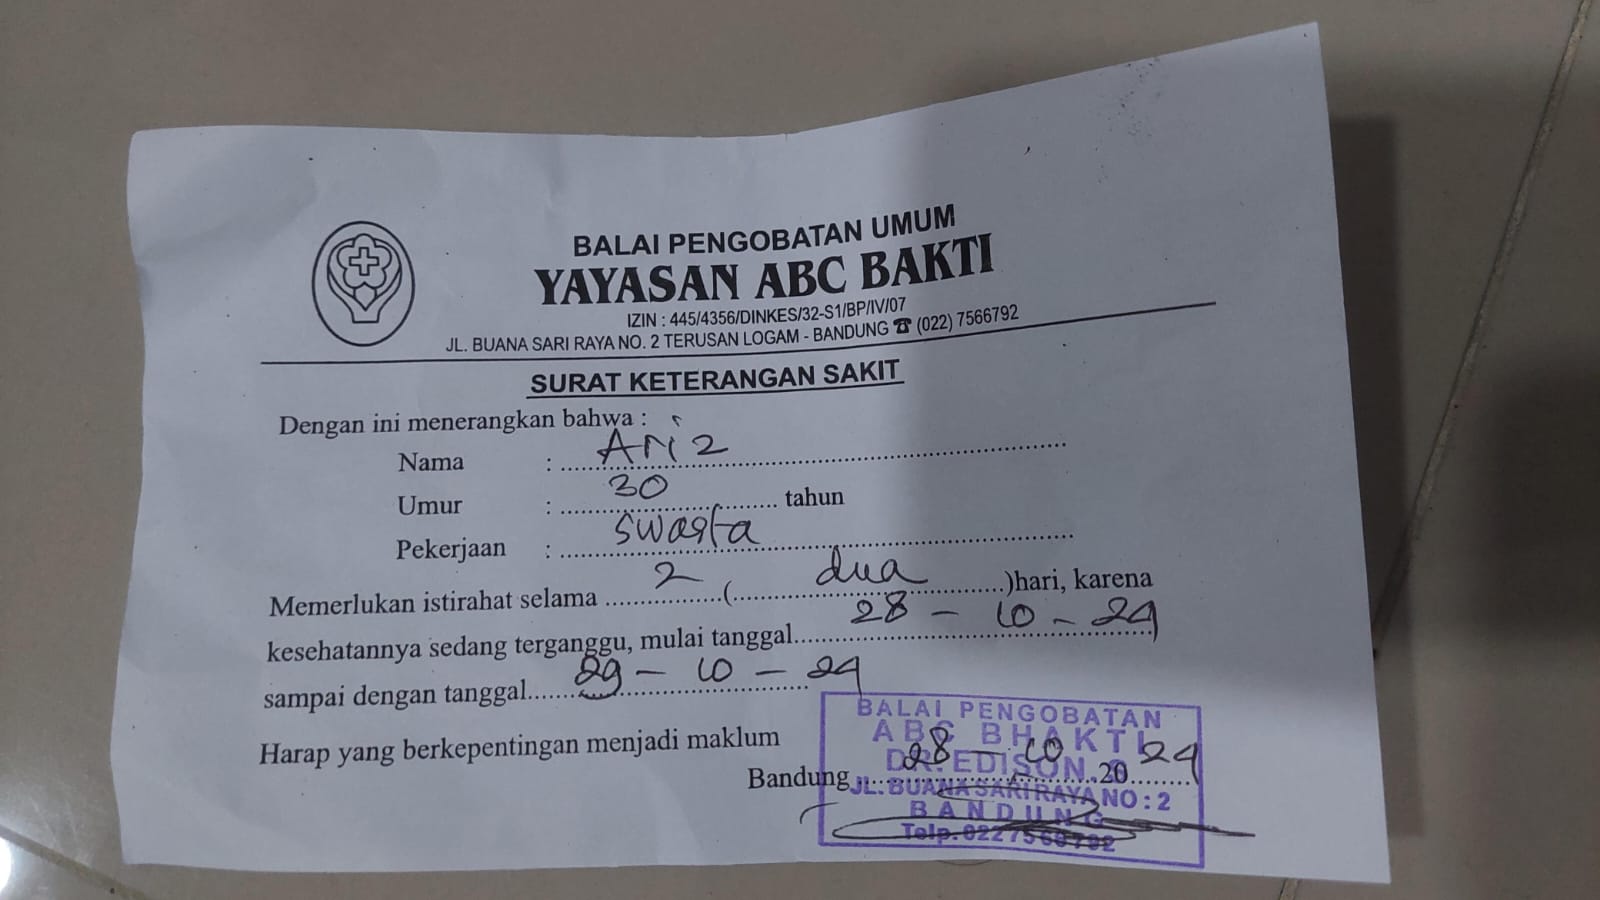 BALAI PENGOBATAN UMUM
YAYASAN ABC BAKTI
IZIN : 445/4356/DINKES/32-S1/BP/IV/07
JL. BUANA SARI RAYA NO. 2 TERUSAN LOGAM - BANDUNG ☎ (022) 7566792
SURAT KETERANGAN SAKIT
Dengan ini menerangkan bahwa :
Nama : Ariz
Umur : 30 tahun
Pekerjaan : Swasta
Memerlukan istirahat selama 2 (dua) hari, karena
kesehatannya sedang terganggu, mulai tanggal 28 - 10 - 24
sampai dengan tanggal 29 - 10 - 24
Harap yang berkepentingan menjadi maklum
Bandung 28 - 10 20 24
BALAI PENGOBATAN
ABC BHAKTI
DR. EDISON
JL. BUANA SARI RAYA NO : 2
BANDUNG
Telp. 022